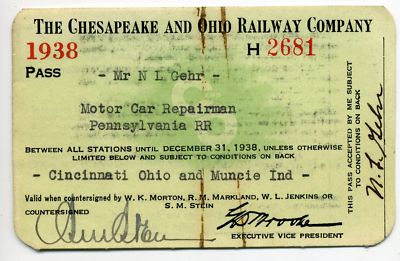 THE CHESAPEAKE AND OHIO RAILWAY COMPANY
1938
H 2681
PASS
- Mr N L Gehr -
Motor Car Repairman
Pennsylvania RR
BETWEEN ALL STATIONS UNTIL DECEMBER 31, 1938, UNLESS OTHERWISE
LIMITED BELOW AND SUBJECT TO CONDITIONS ON BACK
- Cincinnati Ohio and Muncie Ind -
VALID WHEN COUNTERSIGNED BY W. K. MORTON, R. M. MARKLAND, W. L. JENKINS OR
S. M. STEIN
COUNTERSIGNED
EXECUTIVE VICE PRESIDENT
THIS PASS ACCEPTED BY ME SUBJECT
TO CONDITIONS ON BACK
N. L. Gehr